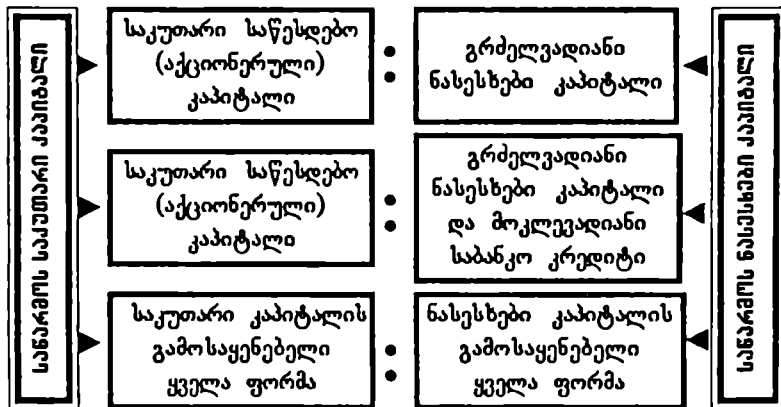 საწარმოს საკუთარი კაპიტალი
საკუთარი საწესდებო
(აქციონერული)
კაპიტალი
:
გრძელვადიანი
ნასესხები კაპიტალი
საკუთარი საწესდებო
(აქციონერული)
კაპიტალი
:
გრძელვადიანი
ნასესხები კაპიტალი
და მოკლევადიანი
საბანკო კრედიტი
საკუთარი კაპიტალის
გამოსაყენებელი
ყველა ფორმა
:
ნასესხები კაპიტალის
გამოსაყენებელი
ყველა ფორმა
საწარმოს ნასესხები კაპიტალი